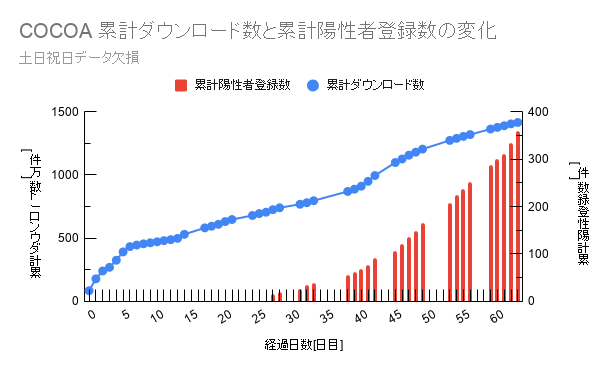 COCOA 累計ダウンロード数と累計陽性者登録数の変化
土日祝日データ欠損
累計陽性者登録数 累計ダウンロード数
1500
1000
500
0
累計ダウンロード数[万件]
400
300
200
100
0
累計陽性登録数[件]
0 5 10 15 20 25 30 35 40 45 50 55 60
経過日数[日目]